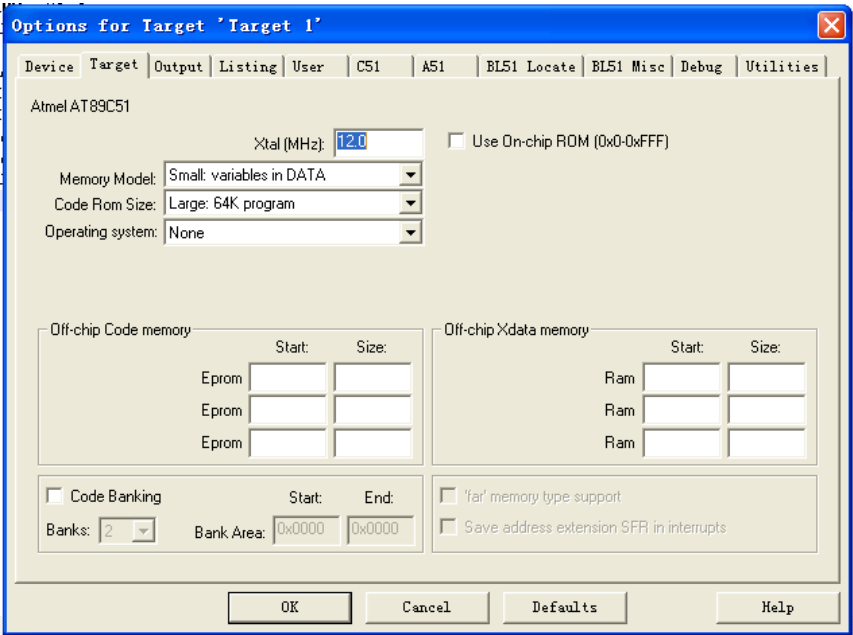 Options for Target 'Target 1'
Device Target Output Listing User C51 A51 BL51 Locate BL51 Misc Debug Utilities
Atmel AT89C51
Xtal (MHz): 12.0 Use On-chip ROM (0x0-0xFFF)
Memory Model: Small: variables in DATA
Code Rom Size: Large: 64K program
Operating system: None
Off-chip Code memory Off-chip Xdata memory
Start: Size: Start: Size:
Eprom Ram
Eprom Ram
Eprom Ram
Code Banking Start: End: 'far' memory type support
Banks: 2 Bank Area: 0x0000 0x0000 Save address extension SFR in interrupts
OK Cancel Defaults Help